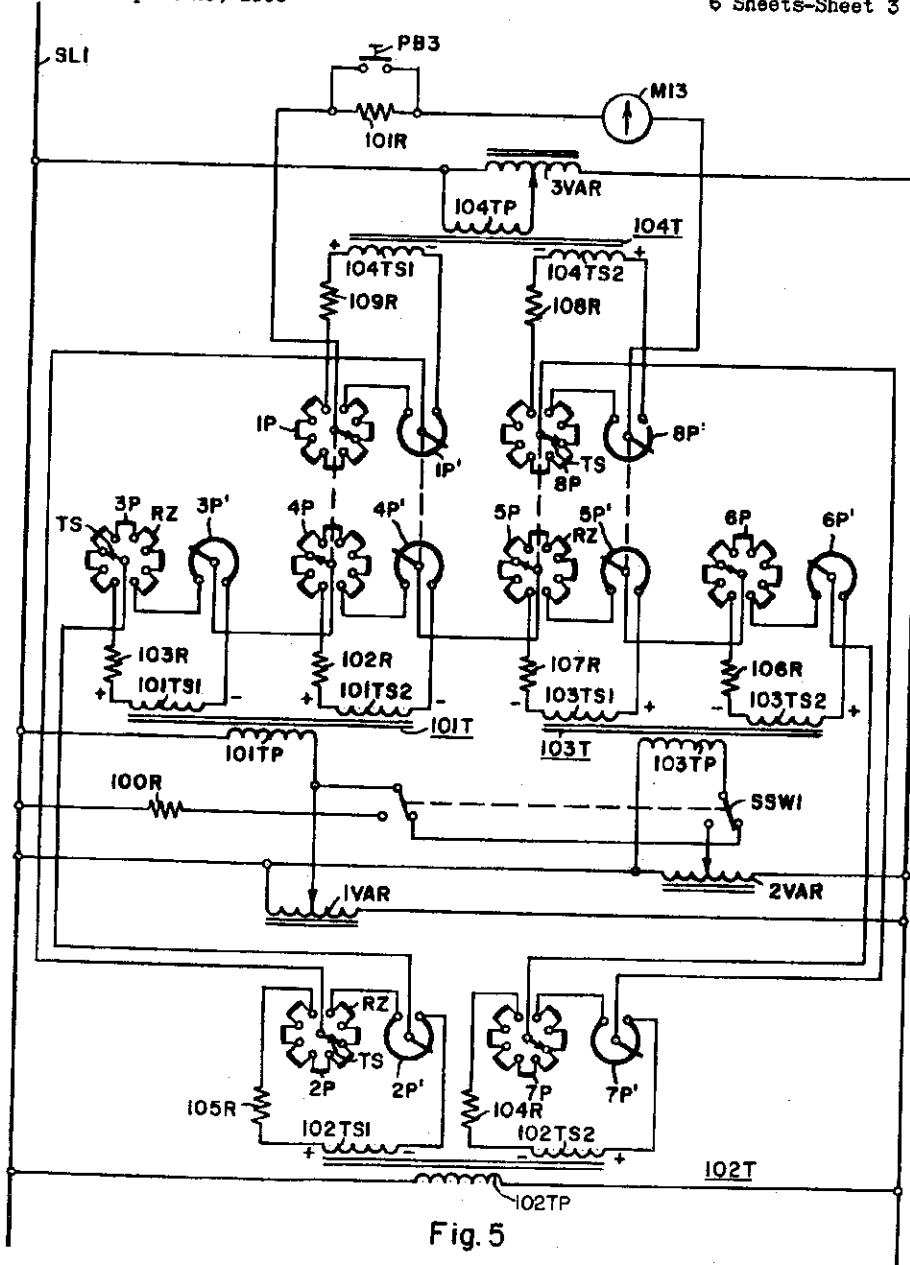 6 Sheets-Sheet 3
SL1
PB3
M13
101R
3VAR
104TP
104T
+ - - +
104TS1 104TS2
109R 108R
1P 1P' 8P TS 8P'
TS 3P RZ 3P' 4P 4P' 5P RZ 5P' 6P 6P'
103R 102R 107R 106R
+ 101TS1 - + 101TS2 - - 103TS1 + - 103TS2 +
101T 103T
101TP 103TP
100R SSW1
1VAR 2VAR
RZ
TS
2P 2P' 7P 7P'
105R 104R
102TS1 102TS2
+ - - +
102T
102TP
Fig. 5